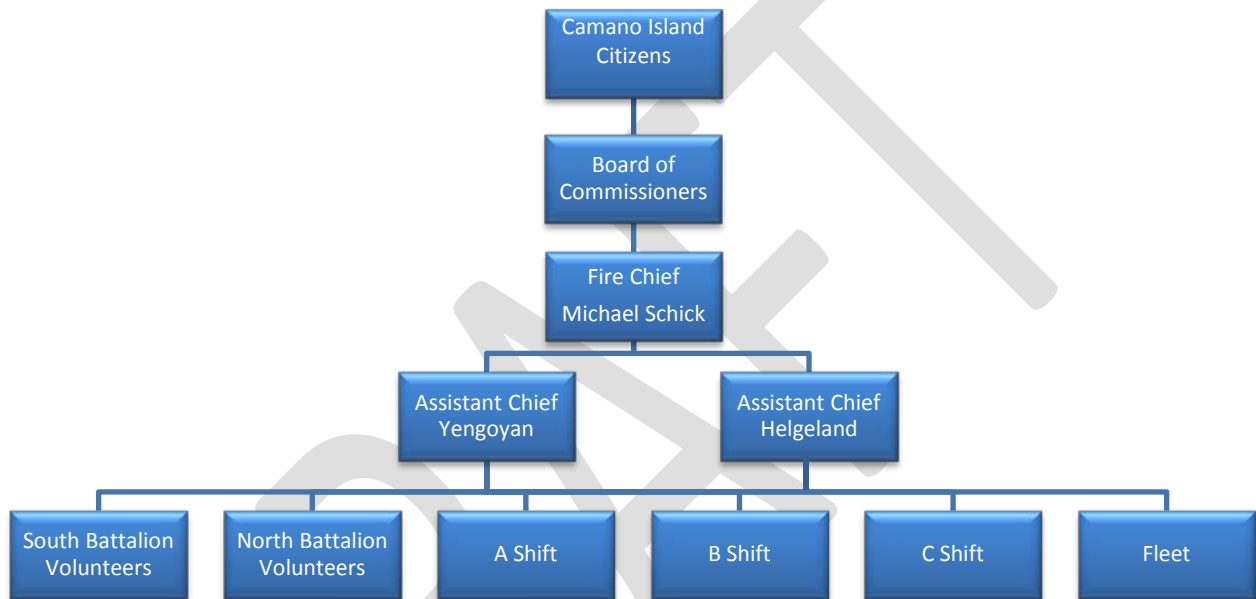 Camano Island
Citizens
Board of
Commissioners
Fire Chief
Michael Schick
Assistant Chief
Yengoyan
Assistant Chief
Helgeland
South Battalion
Volunteers
North Battalion
Volunteers
A Shift
B Shift
C Shift
Fleet
DRAFT